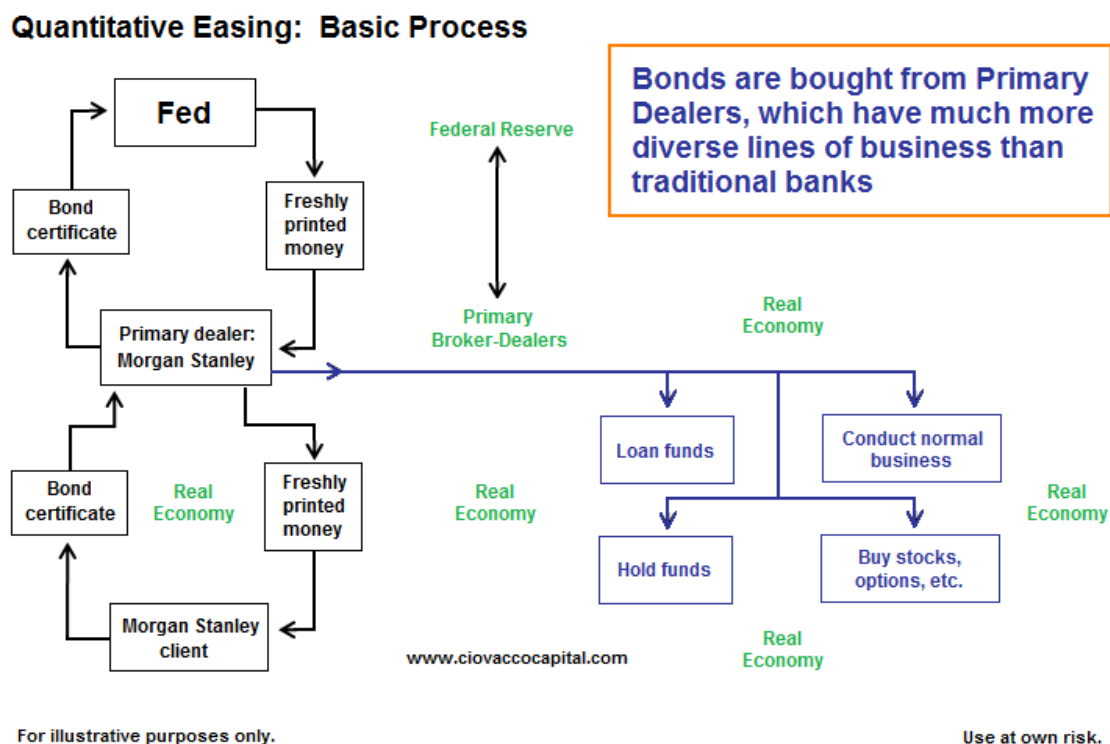 Quantitative Easing: Basic Process
Bonds are bought from Primary
Dealers, which have much more
diverse lines of business than
traditional banks
Fed
Federal Reserve
Bond
certificate
Freshly
printed
money
Primary
Broker-Dealers
Real
Economy
Primary dealer:
Morgan Stanley
Loan funds
Conduct normal
business
Bond
certificate
Real
Economy
Freshly
printed
money
Real
Economy
Real
Economy
Hold funds
Buy stocks,
options, etc.
Morgan Stanley
client
www.ciovaccocapital.com
Real
Economy
For illustrative purposes only.
Use at own risk.